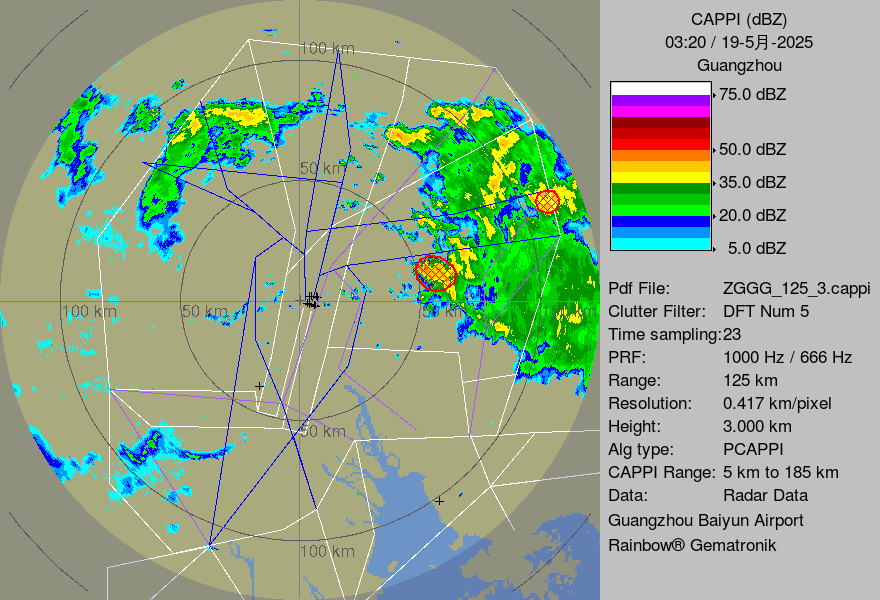 CAPPI (dBZ)
03:20 / 19-5月-2025
Guangzhou
75.0 dBZ
50.0 dBZ
35.0 dBZ
20.0 dBZ
5.0 dBZ
Pdf File: ZGGG_125_3.cappi
Clutter Filter: DFT Num 5
Time sampling:23
PRF: 1000 Hz / 666 Hz
Range: 125 km
Resolution: 0.417 km/pixel
Height: 3.000 km
Alg type: PCAPPI
CAPPI Range: 5 km to 185 km
Data: Radar Data
Guangzhou Baiyun Airport
Rainbow® Gematronik
100 km
50 km
100 km
50 km
50 km
100 km
50 km
100 km